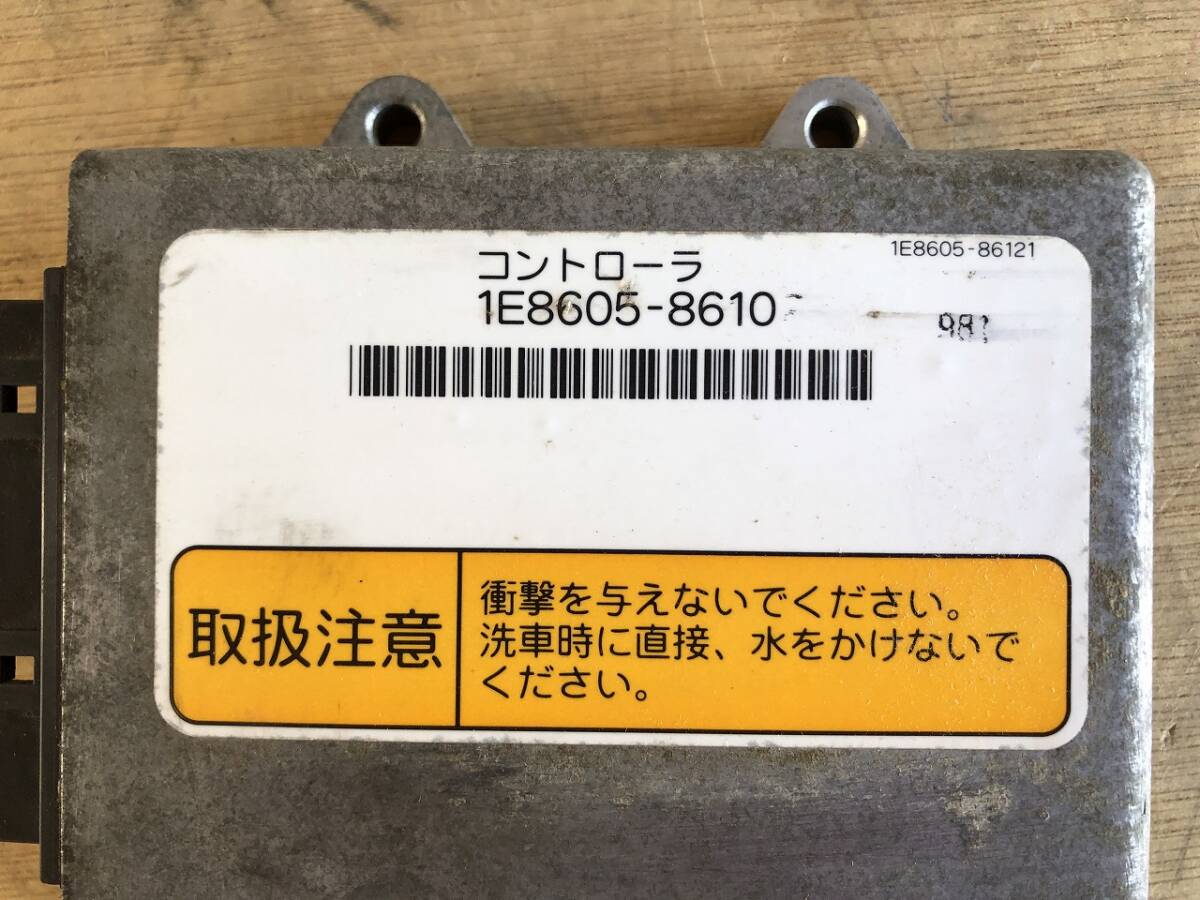 コントローラ
1E8605-86121
1E8605-8610
取扱注意
衝撃を与えないでください。
洗車時に直接、水をかけないで
ください。